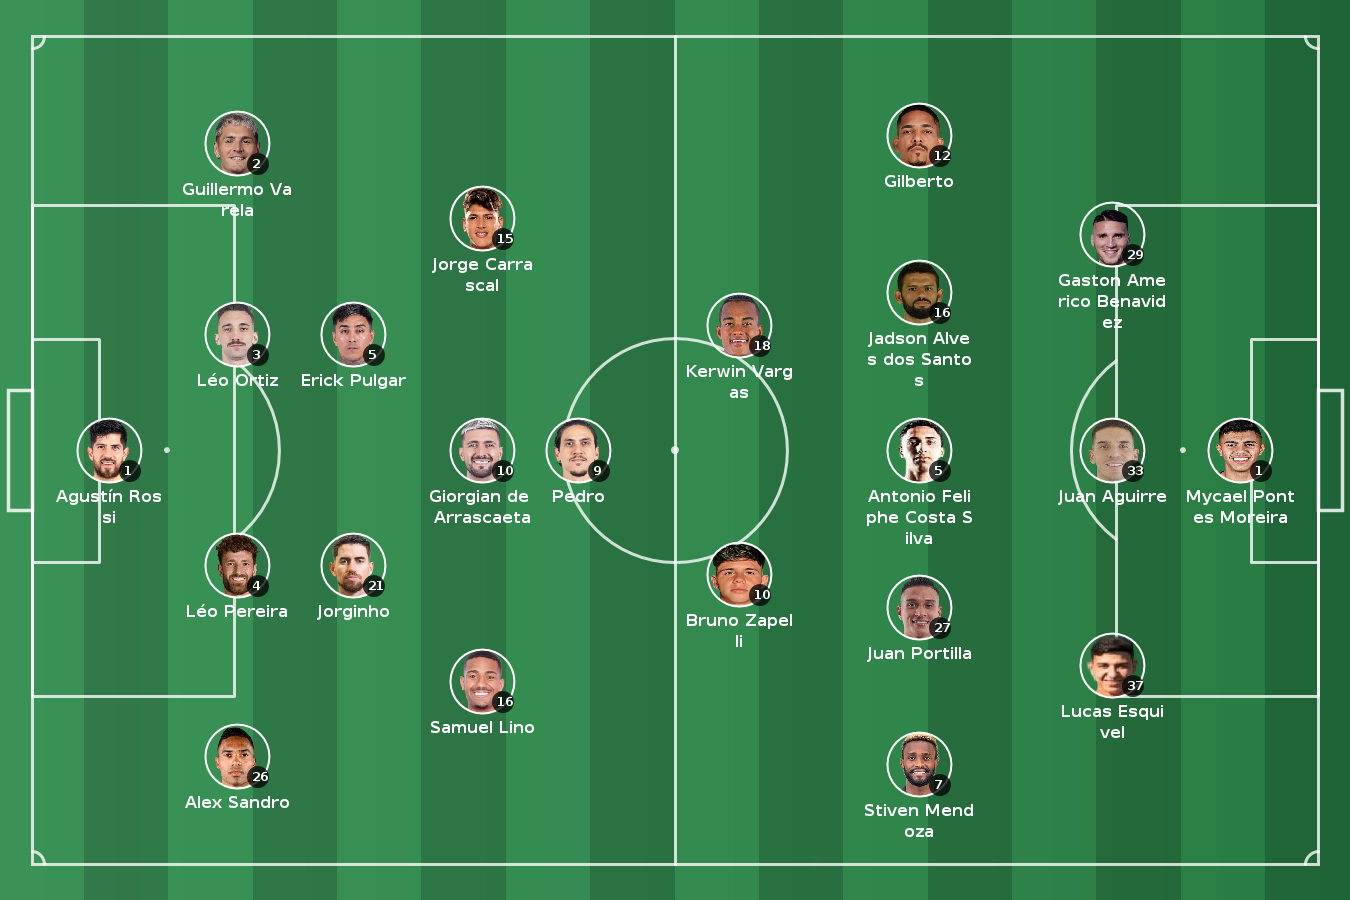 2
Guillermo Va
rela
3
Léo Ortiz
5
Erick Pulgar
1
Agustín Ros
si
4
Léo Pereira
21
Jorginho
26
Alex Sandro
15
Jorge Carra
scal
10
Giorgian de
Arrascaeta
9
Pedro
16
Samuel Lino
18
Kerwin Varg
as
10
Bruno Zapel
li
12
Gilberto
16
Jadson Alve
s dos Santo
s
5
Antonio Feli
phe Costa S
ilva
27
Juan Portilla
7
Stiven Mend
oza
29
Gaston Ame
rico Benavid
ez
33
Juan Aguirre
1
Mycael Pont
es Moreira
37
Lucas Esqui
vel